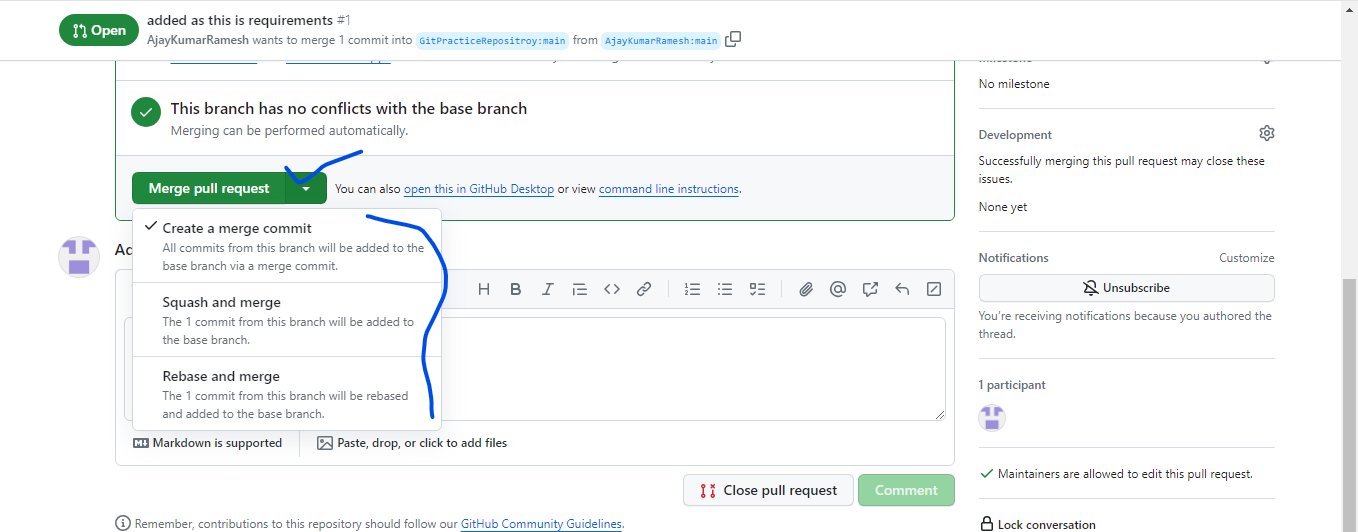 Open
added as this is requirements #1
AjayKumarRamesh wants to merge 1 commit into GitPracticeRepositroy:main from AjayKumarRamesh:main
No milestone
This branch has no conflicts with the base branch
Merging can be performed automatically.
Development
Successfully merging this pull request may close these
issues.
None yet
Merge pull request
You can also open this in GitHub Desktop or view command line instructions.
Create a merge commit
All commits from this branch will be added to the
base branch via a merge commit.
Squash and merge
The 1 commit from this branch will be added to
the base branch.
Rebase and merge
The 1 commit from this branch will be rebased
and added to the base branch.
Markdown is supported
Paste, drop, or click to add files
Close pull request
Comment
Remember, contributions to this repository should follow our GitHub Community Guidelines.
Notifications
Customize
Unsubscribe
You're receiving notifications because you authored the
thread.
1 participant
Maintainers are allowed to edit this pull request.
Lock conversation